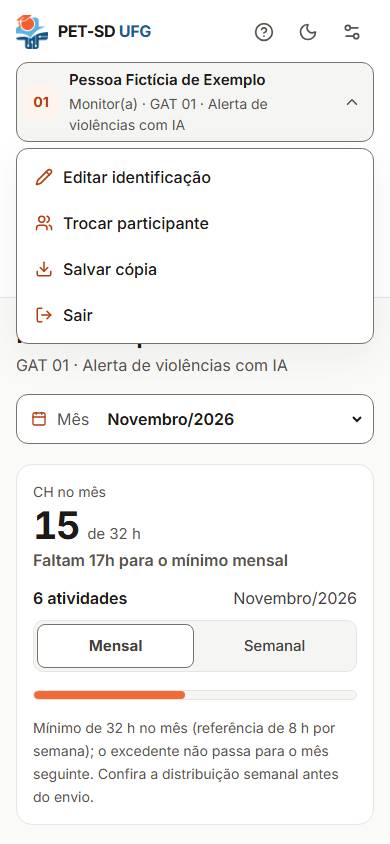 PET-SD UFG
01
Pessoa Fictícia de Exemplo
Monitor(a) · GAT 01 · Alerta de
violências com IA
Editar identificação
Trocar participante
Salvar cópia
Sair
GAT 01 · Alerta de violências com IA
Mês Novembro/2026
CH no mês
15 de 32 h
Faltam 17h para o mínimo mensal
6 atividades Novembro/2026
Mensal Semanal
Mínimo de 32 h no mês (referência de 8 h por
semana); o excedente não passa para o mês
seguinte. Confira a distribuição semanal antes
do envio.